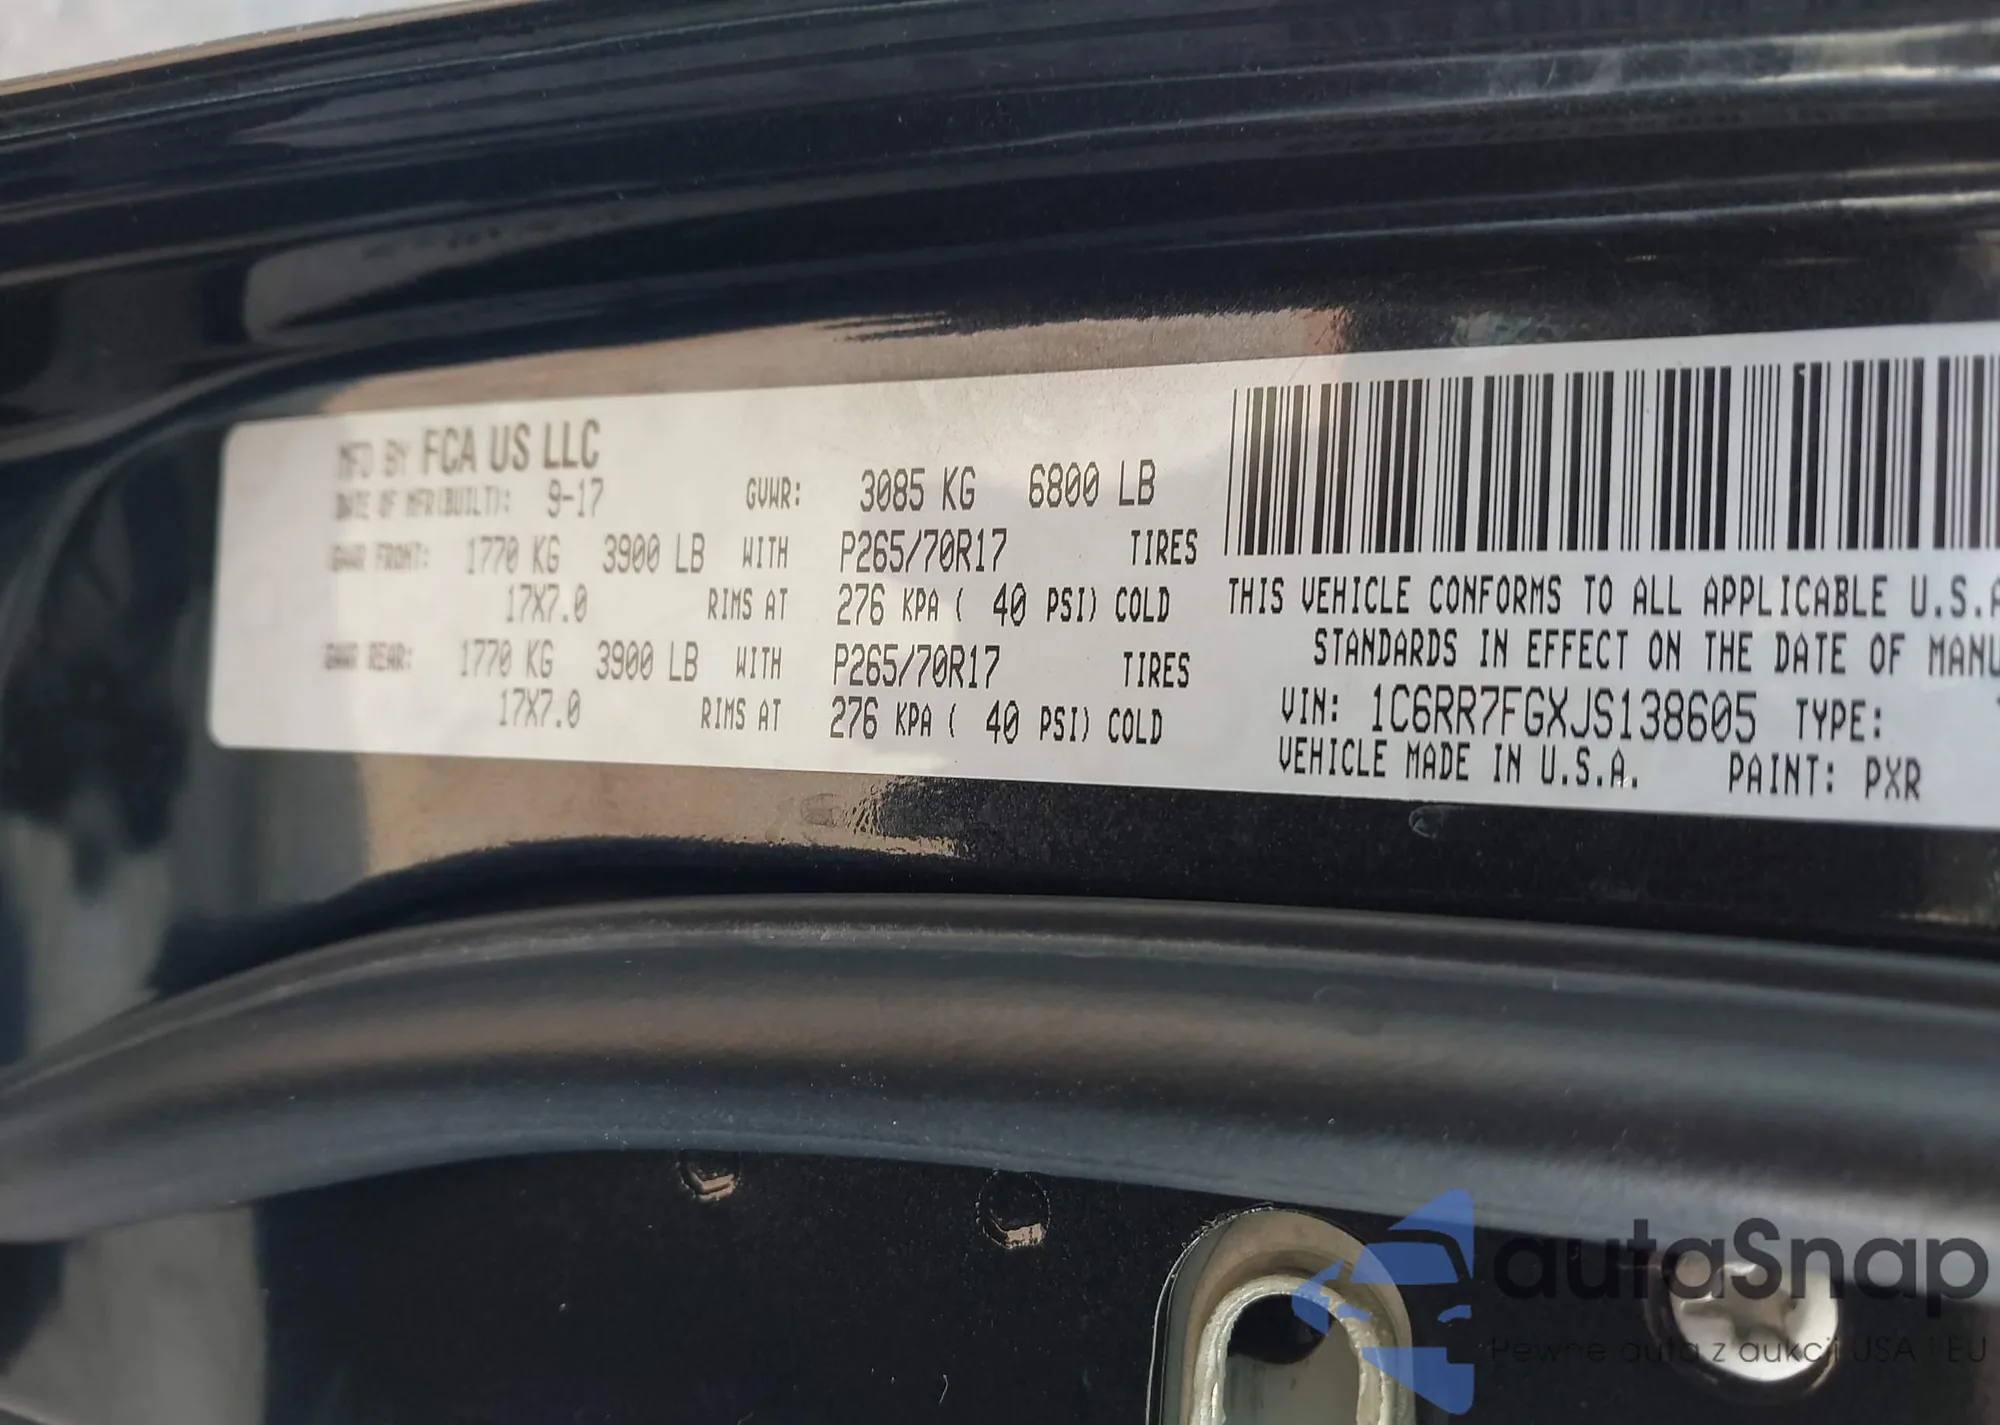 MFD BY FCA US LLC
DATE OF MFR(BUILT): 9-17 GVWR: 3085 KG 6800 LB
GAWR FRONT: 1770 KG 3900 LB WITH P265/70R17 TIRES
17X7.0 RIMS AT 276 KPA ( 40 PSI) COLD
GAWR REAR: 1770 KG 3900 LB WITH P265/70R17 TIRES
17X7.0 RIMS AT 276 KPA ( 40 PSI) COLD
THIS VEHICLE CONFORMS TO ALL APPLICABLE U.S.A
STANDARDS IN EFFECT ON THE DATE OF MANU
VIN: 1C6RR7FGXJS138605 TYPE:
VEHICLE MADE IN U.S.A. PAINT: PXR
autaSnap
Pewne auta z aukcji USA i EU